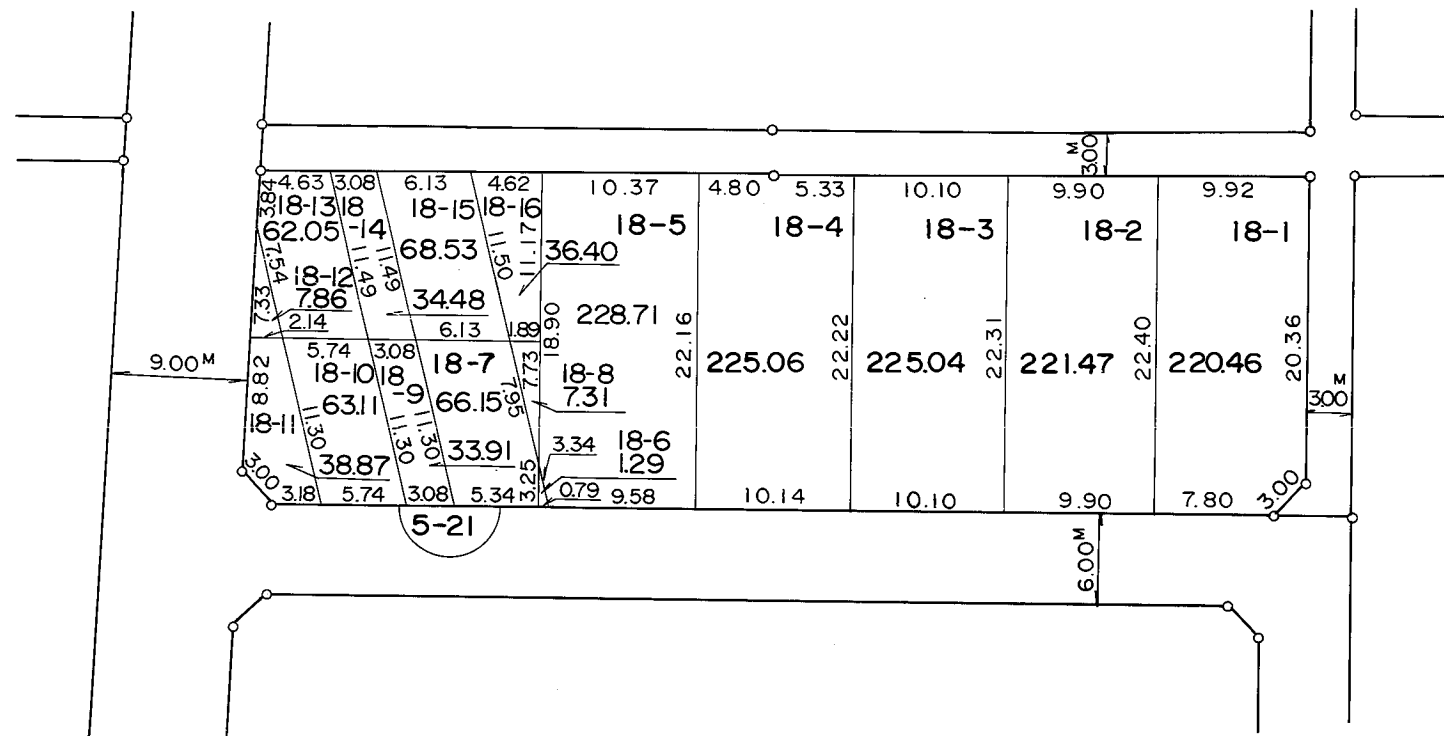 3.00 M
4.63 3.08 6.13 4.62 10.37 4.80 5.33 10.10 9.90 9.92
3.84
18-13 18 18-15 18-16
62.05 -14
18-5 18-4 18-3 18-2 18-1
68.53 11.50 11.17 36.40
7.54 11.49 11.49
18-12
7.86 34.48
7.33
2.14 6.13 1.89 18.90 228.71
22.16 22.22 22.31 22.40 20.36
9.00 M
5.74 3.08 18-7 7.73
225.06 225.04 221.47 220.46
18-10 18 18-8
8.82 63.11 -9 66.15 7.95 7.31
3.00 M
18-11 11.30 11.30 11.30
33.91 3.34 18-6
38.87 1.29
3.00 3.25 3.00
3.18 5.74 3.08 5.34 0.79 9.58 10.14 10.10 9.90 7.80
5-21
6.00 M